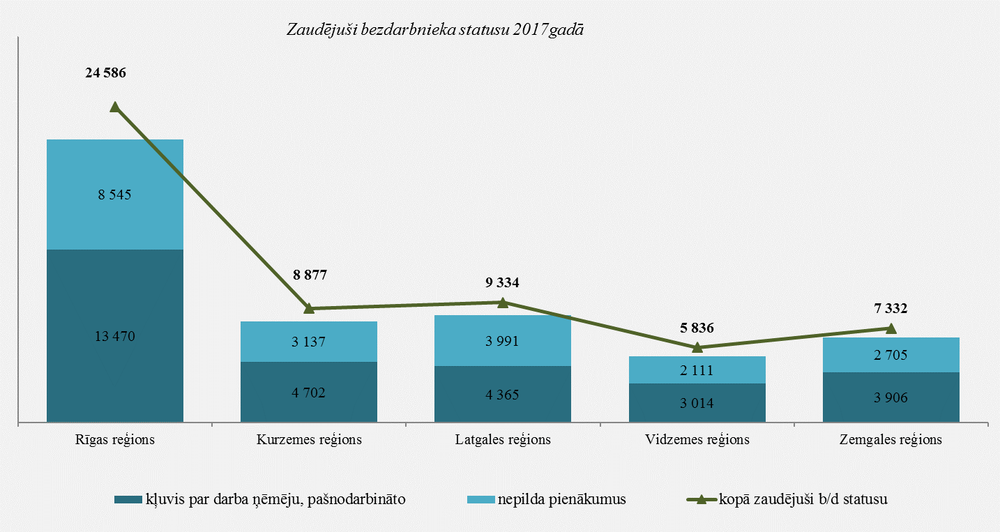 Zaudējuši bezdarbnieka statusu 2017gadā
24 586
8 877
9 334
5 836
7 332
8 545
3 137
3 991
2 111
2 705
13 470
4 702
4 365
3 014
3 906
Rīgas reģions
Kurzemes reģions
Latgales reģions
Vidzemes reģions
Zemgales reģions
kļuvis par darba ņēmēju, pašnodarbināto
nepilda pienākumus
kopā zaudējuši b/d statusu